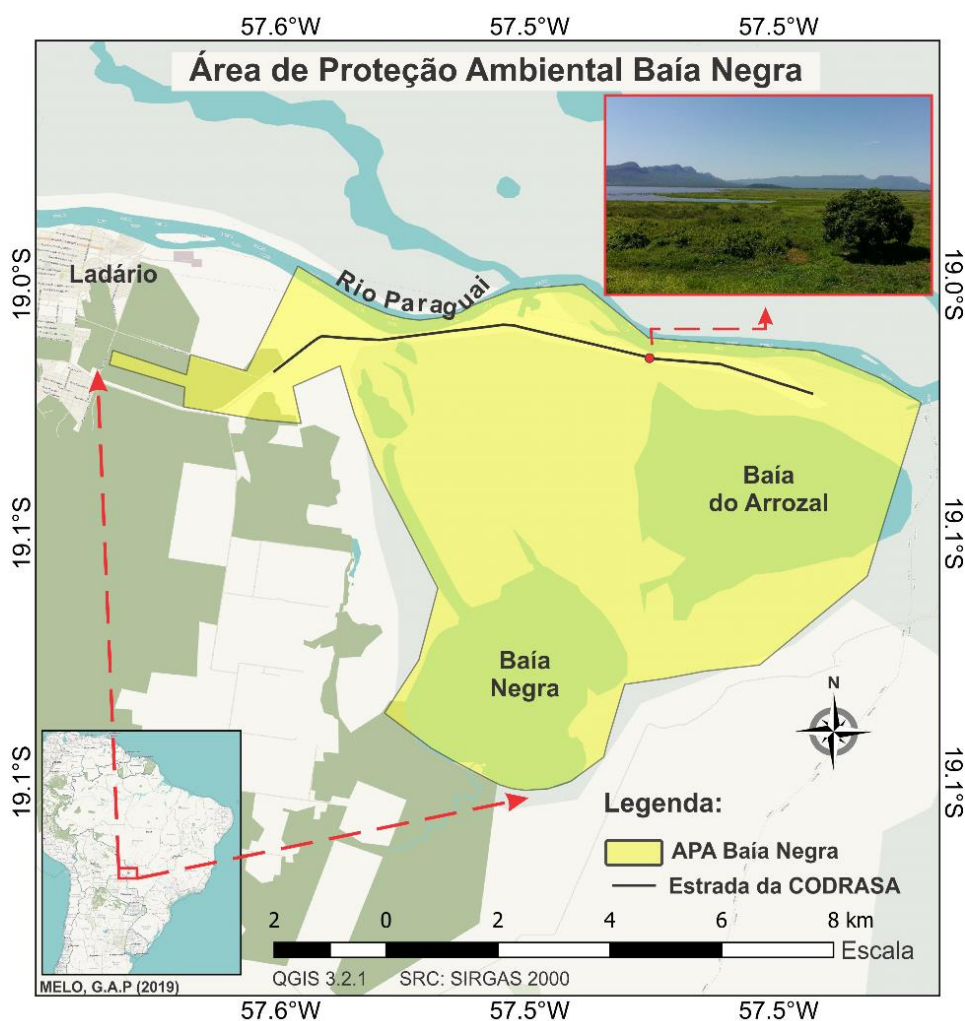 57.6°W 57.5°W 57.5°W
Área de Proteção Ambiental Baía Negra
19.0°S
19.0°S
Ladário
Rio Paraguai
Baía
do Arrozal
19.1°S
19.1°S
Baía
Negra
N
19.1°S
19.1°S
Legenda:
APA Baía Negra
Estrada da CODRASA
2 0 2 4 6 8 km
Escala
QGIS 3.2.1 SRC: SIRGAS 2000
MELO, G.A.P (2019)
57.6°W 57.5°W 57.5°W